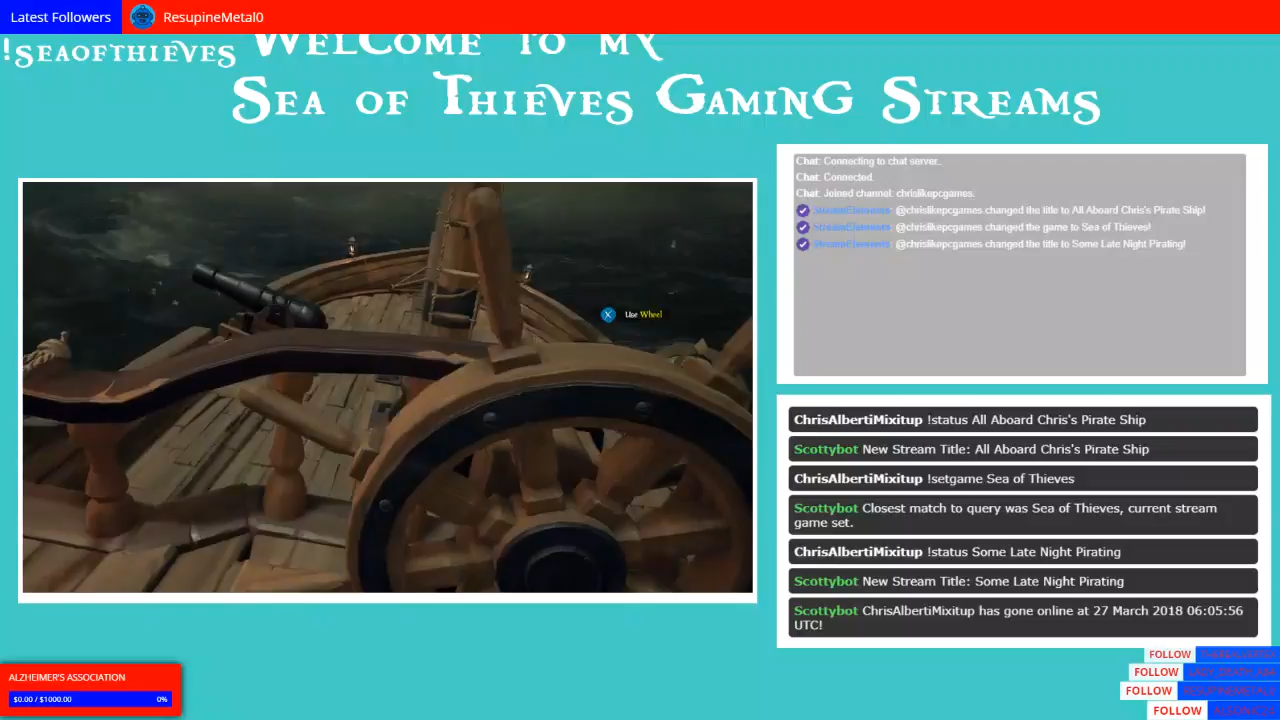 Latest Followers ResupineMetal0
!SEAOFTHIEVES WELCOME TO MY
SEA OF THIEVES GAMING STREAMS
Chat: Connecting to chat server..
Chat: Connected.
Chat: Joined channel: chrislikepcgames.
StreamElements: @chrislikepcgames changed the title to All Aboard Chris's Pirate Ship!
StreamElements: @chrislikepcgames changed the game to Sea of Thieves!
StreamElements: @chrislikepcgames changed the title to Some Late Night Pirating!
X Use Wheel
ChrisAlbertiMixitup !status All Aboard Chris's Pirate Ship
Scottybot New Stream Title: All Aboard Chris's Pirate Ship
ChrisAlbertiMixitup !setgame Sea of Thieves
Scottybot Closest match to query was Sea of Thieves, current stream
game set.
ChrisAlbertiMixitup !status Some Late Night Pirating
Scottybot New Stream Title: Some Late Night Pirating
Scottybot ChrisAlbertiMixitup has gone online at 27 March 2018 06:05:56
UTC!
ALZHEIMER'S ASSOCIATION
$0.00 / $1000.00 0%
FOLLOW
FOLLOW
FOLLOW RESUPINEMETAL0
FOLLOW